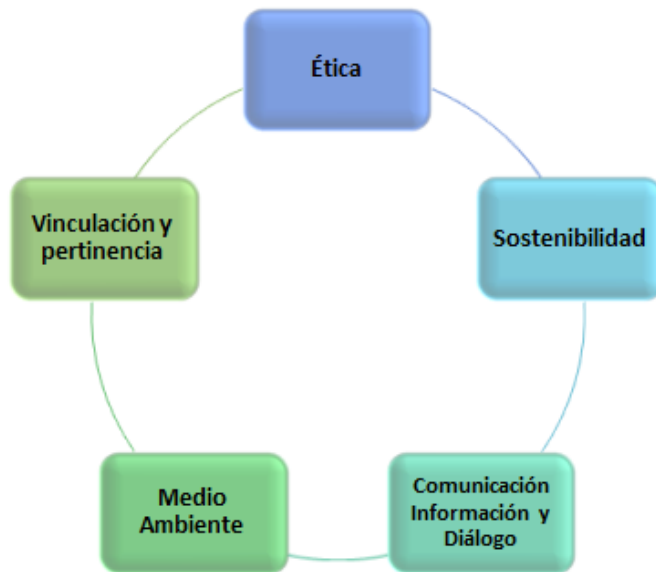 Ética
Sostenibilidad
Comunicación
Información y
Diálogo
Medio
Ambiente
Vinculación y
pertinencia